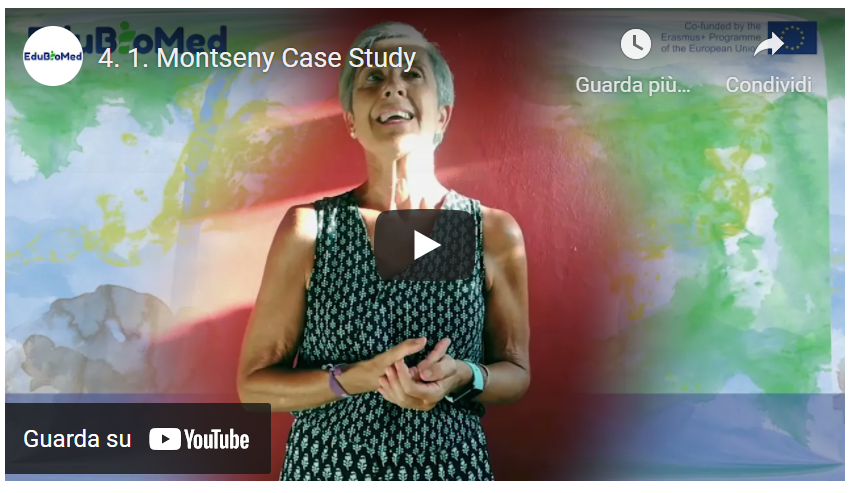 EduBioMed
EduBioMed
4. 1. Montseny Case Study
Co-funded by the
Erasmus+ Programme
of the European Union
Guarda più...
Condividi
Guarda su YouTube